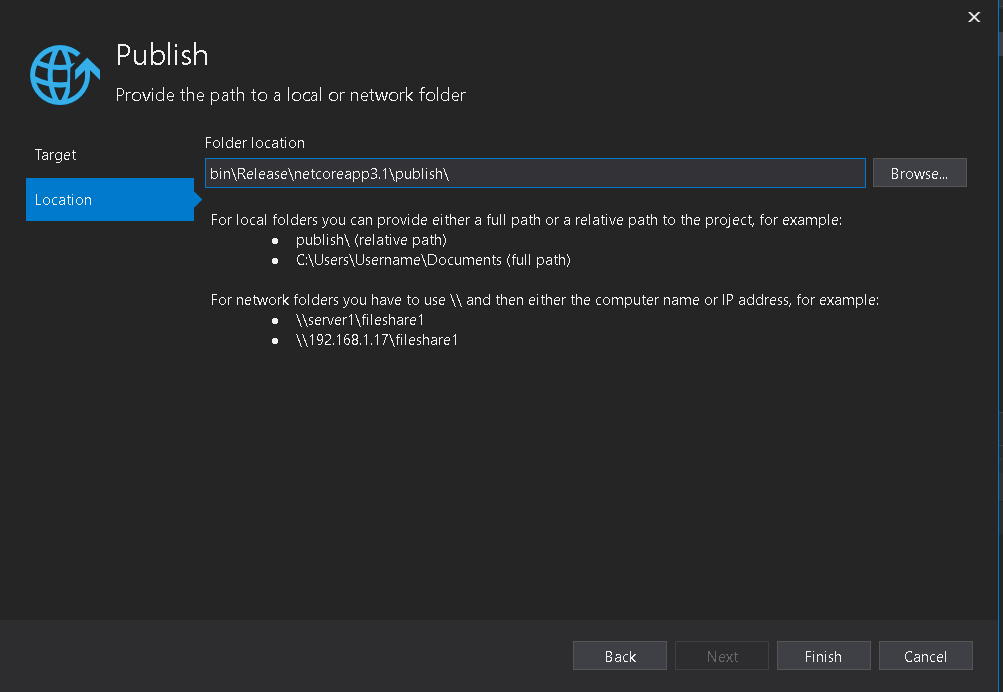 Publish
Provide the path to a local or network folder
Target
Location
Folder location
bin\Release\netcoreapp3.1\publish\
Browse...
For local folders you can provide either a full path or a relative path to the project, for example:
• publish\ (relative path)
• C:\Users\Username\Documents (full path)
For network folders you have to use \\ and then either the computer name or IP address, for example:
• \\server1\fileshare1
• \\192.168.1.17\fileshare1
Back
Next
Finish
Cancel